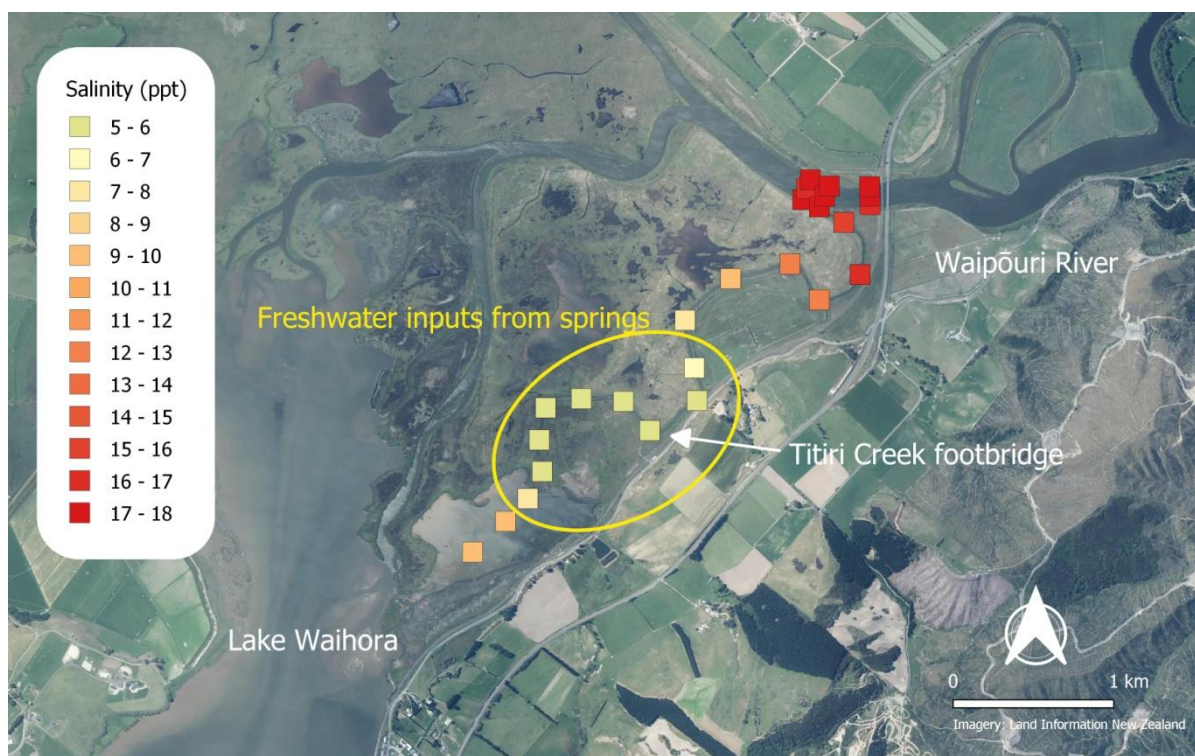 Salinity (ppt)
5 - 6
6 - 7
7 - 8
8 - 9
9 - 10
10 - 11
11 - 12
12 - 13
13 - 14
14 - 15
15 - 16
16 - 17
17 - 18
Waipōuri River
Freshwater inputs from springs
Titiri Creek footbridge
Lake Waihora
0 1 km
Imagery: Land Information New Zealand